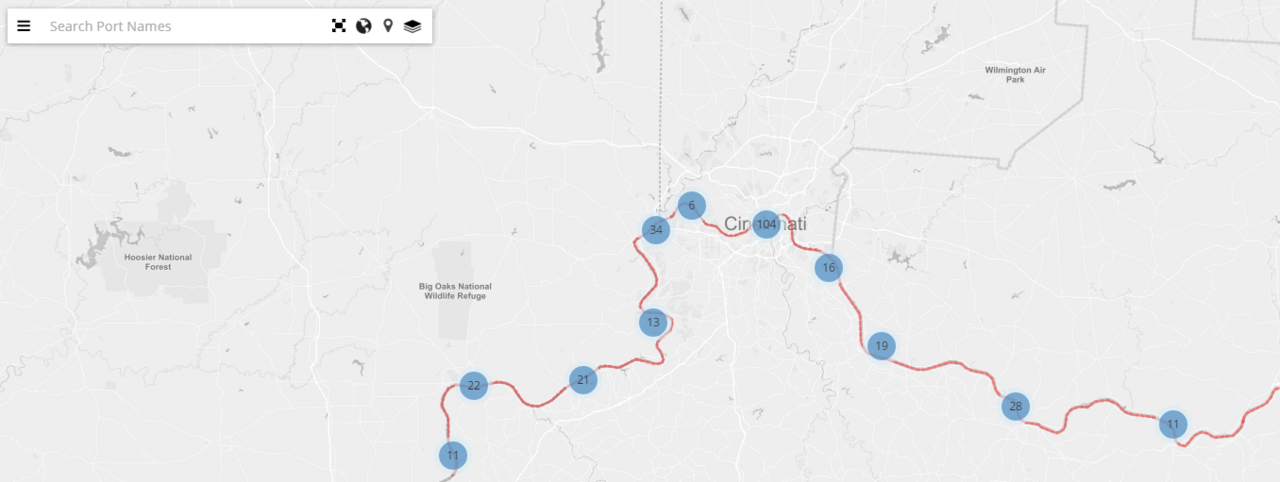 Search Port Names
Wilmington Air
Park
6
Cincinnati
104
34
Hoosier National
Forest
16
Big Oaks National
Wildlife Refuge
13
19
21
22
28
11
11